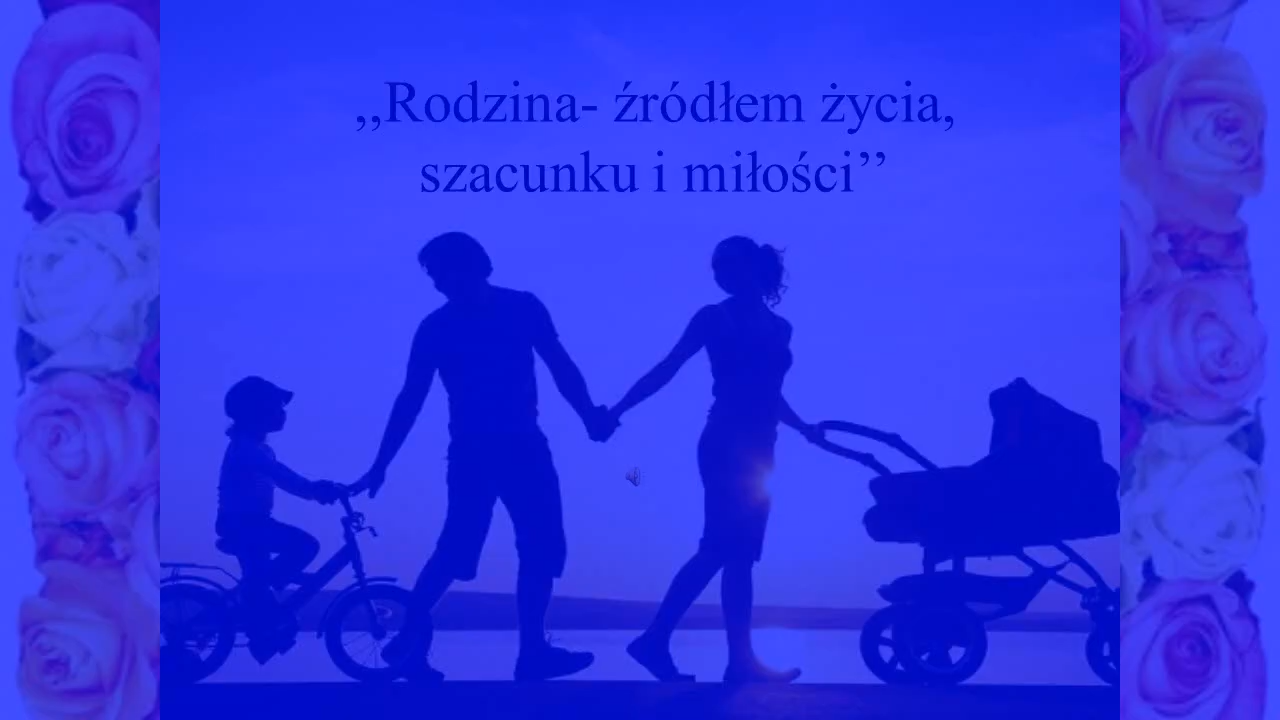 ,,Rodzina- źródłem życia,
szacunku i miłości’’